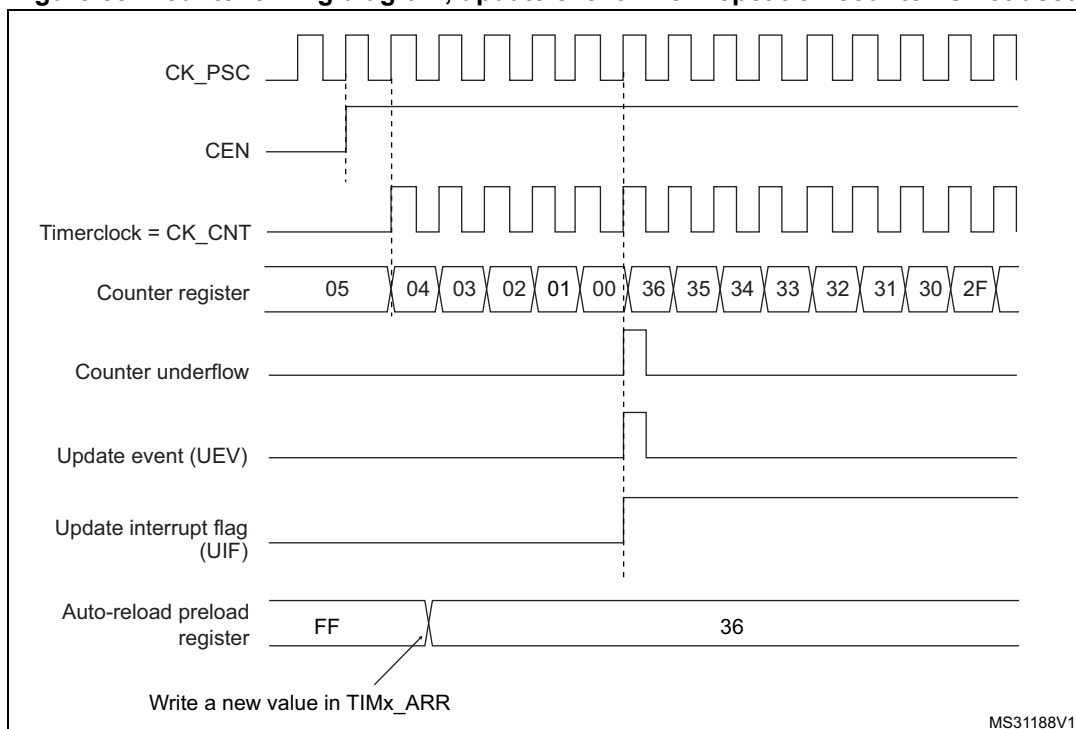 CK_PSC
CEN
Timerclock = CK_CNT
Counter register 05 04 03 02 01 00 36 35 34 33 32 31 30 2F
Counter underflow
Update event (UEV)
Update interrupt flag
(UIF)
Auto-reload preload
register
FF 36
Write a new value in TIMx_ARR
MS31188V1